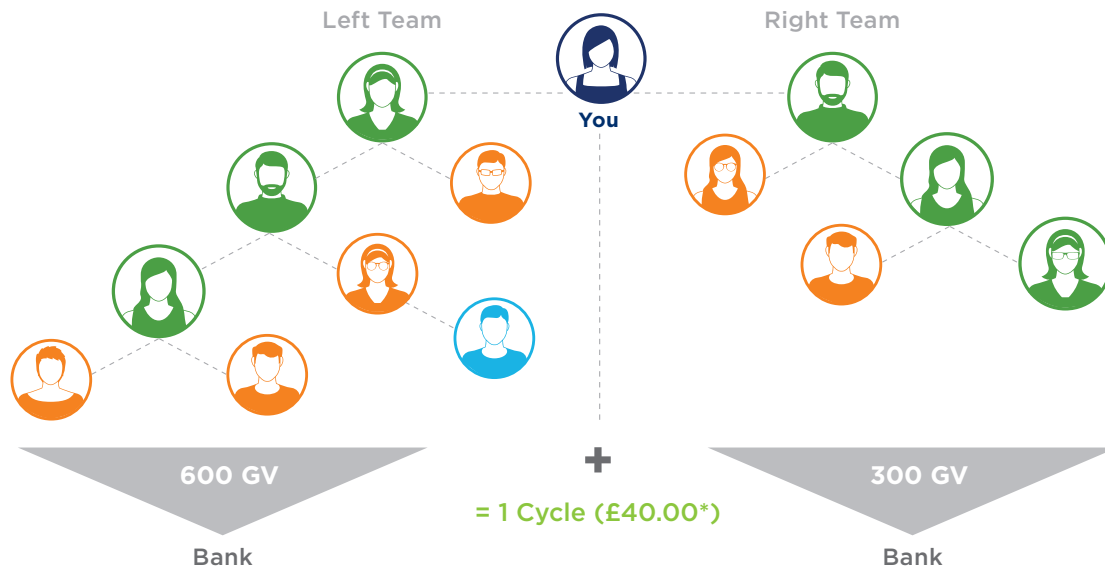 Left Team
Right Team
You
600 GV
+
300 GV
= 1 Cycle (£40.00*)
Bank
Bank